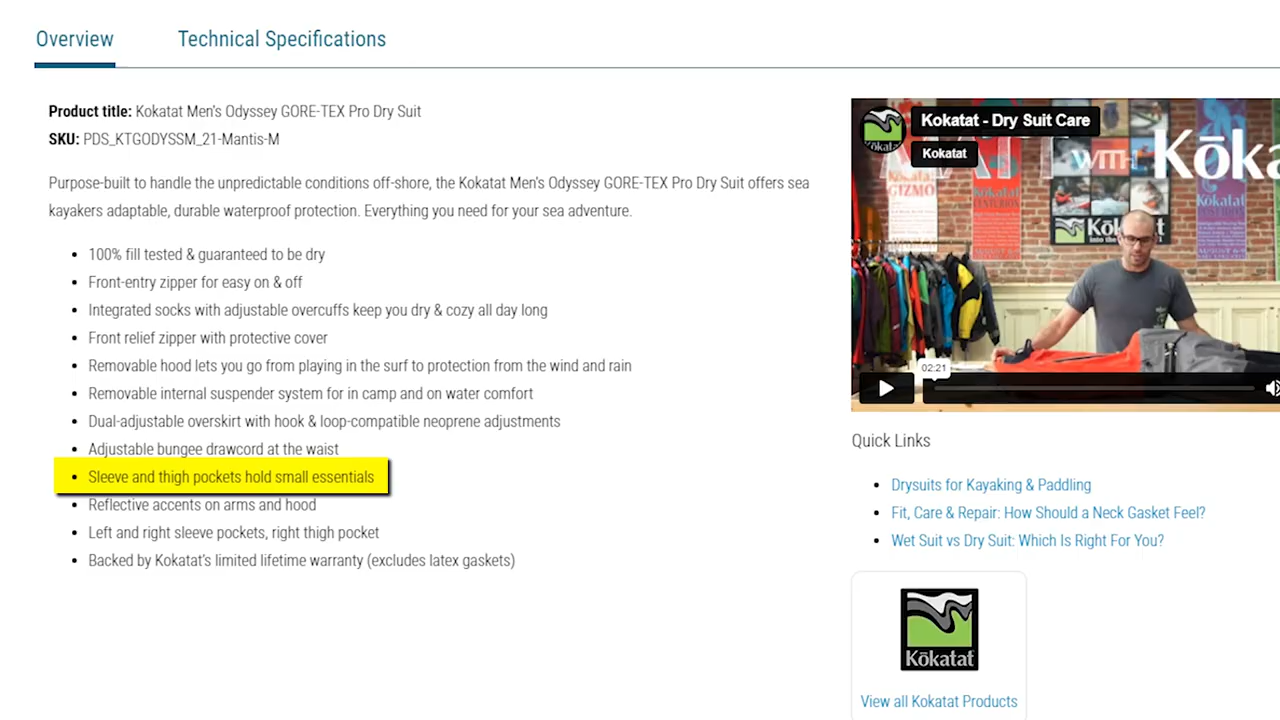 Overview
Technical Specifications
Product title: Kokatat Men's Odyssey GORE-TEX Pro Dry Suit
SKU: PDS_KTGODYSSM_21-Mantis-M
Purpose-built to handle the unpredictable conditions off-shore, the Kokatat Men's Odyssey GORE-TEX Pro Dry Suit offers sea
kayakers adaptable, durable waterproof protection. Everything you need for your sea adventure.
100% fill tested & guaranteed to be dry
Front-entry zipper for easy on & off
Integrated socks with adjustable overcuffs keep you dry & cozy all day long
Front relief zipper with protective cover
Removable hood lets you go from playing in the surf to protection from the wind and rain
Removable internal suspender system for in camp and on water comfort
Dual-adjustable overskirt with hook & loop-compatible neoprene adjustments
Adjustable bungee drawcord at the waist
Sleeve and thigh pockets hold small essentials
Reflective accents on arms and hood
Left and right sleeve pockets, right thigh pocket
Backed by Kokatat's limited lifetime warranty (excludes latex gaskets)
Kokatat - Dry Suit Care
Kokatat
WITH
Kōka
GIZMO
02:21
Quick Links
Drysuits for Kayaking & Paddling
Fit, Care & Repair: How Should a Neck Gasket Feel?
Wet Suit vs Dry Suit: Which Is Right For You?
Kōkatat
View all Kokatat Products